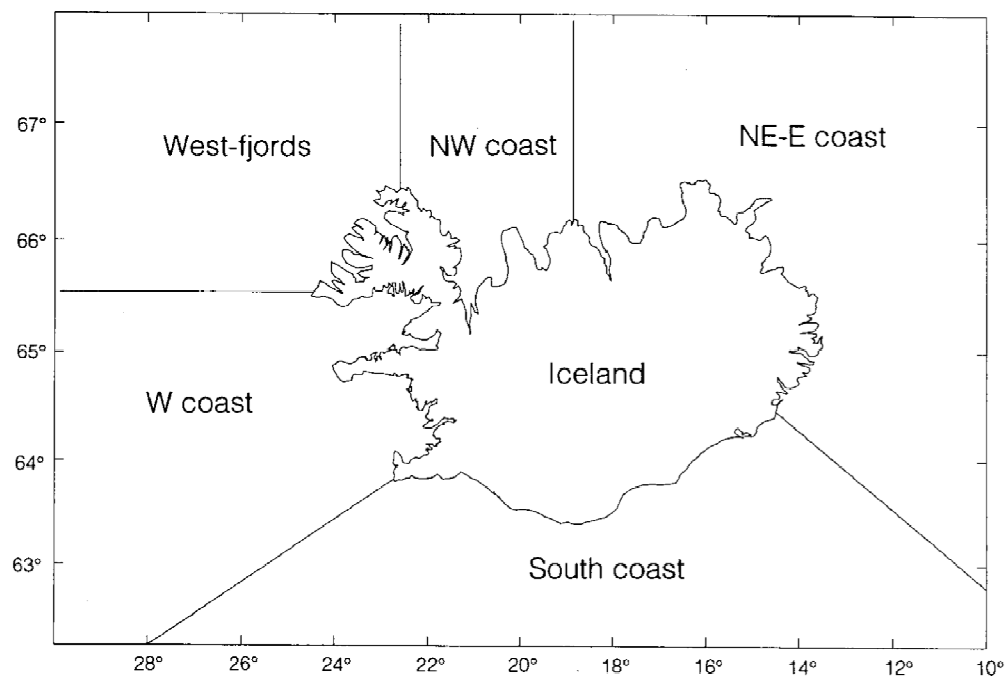 67°
66°
65°
64°
63°
West-fjords
NW coast
NE-E coast
Iceland
W coast
South coast
28°
26°
24°
22°
20°
18°
16°
14°
12°
10°